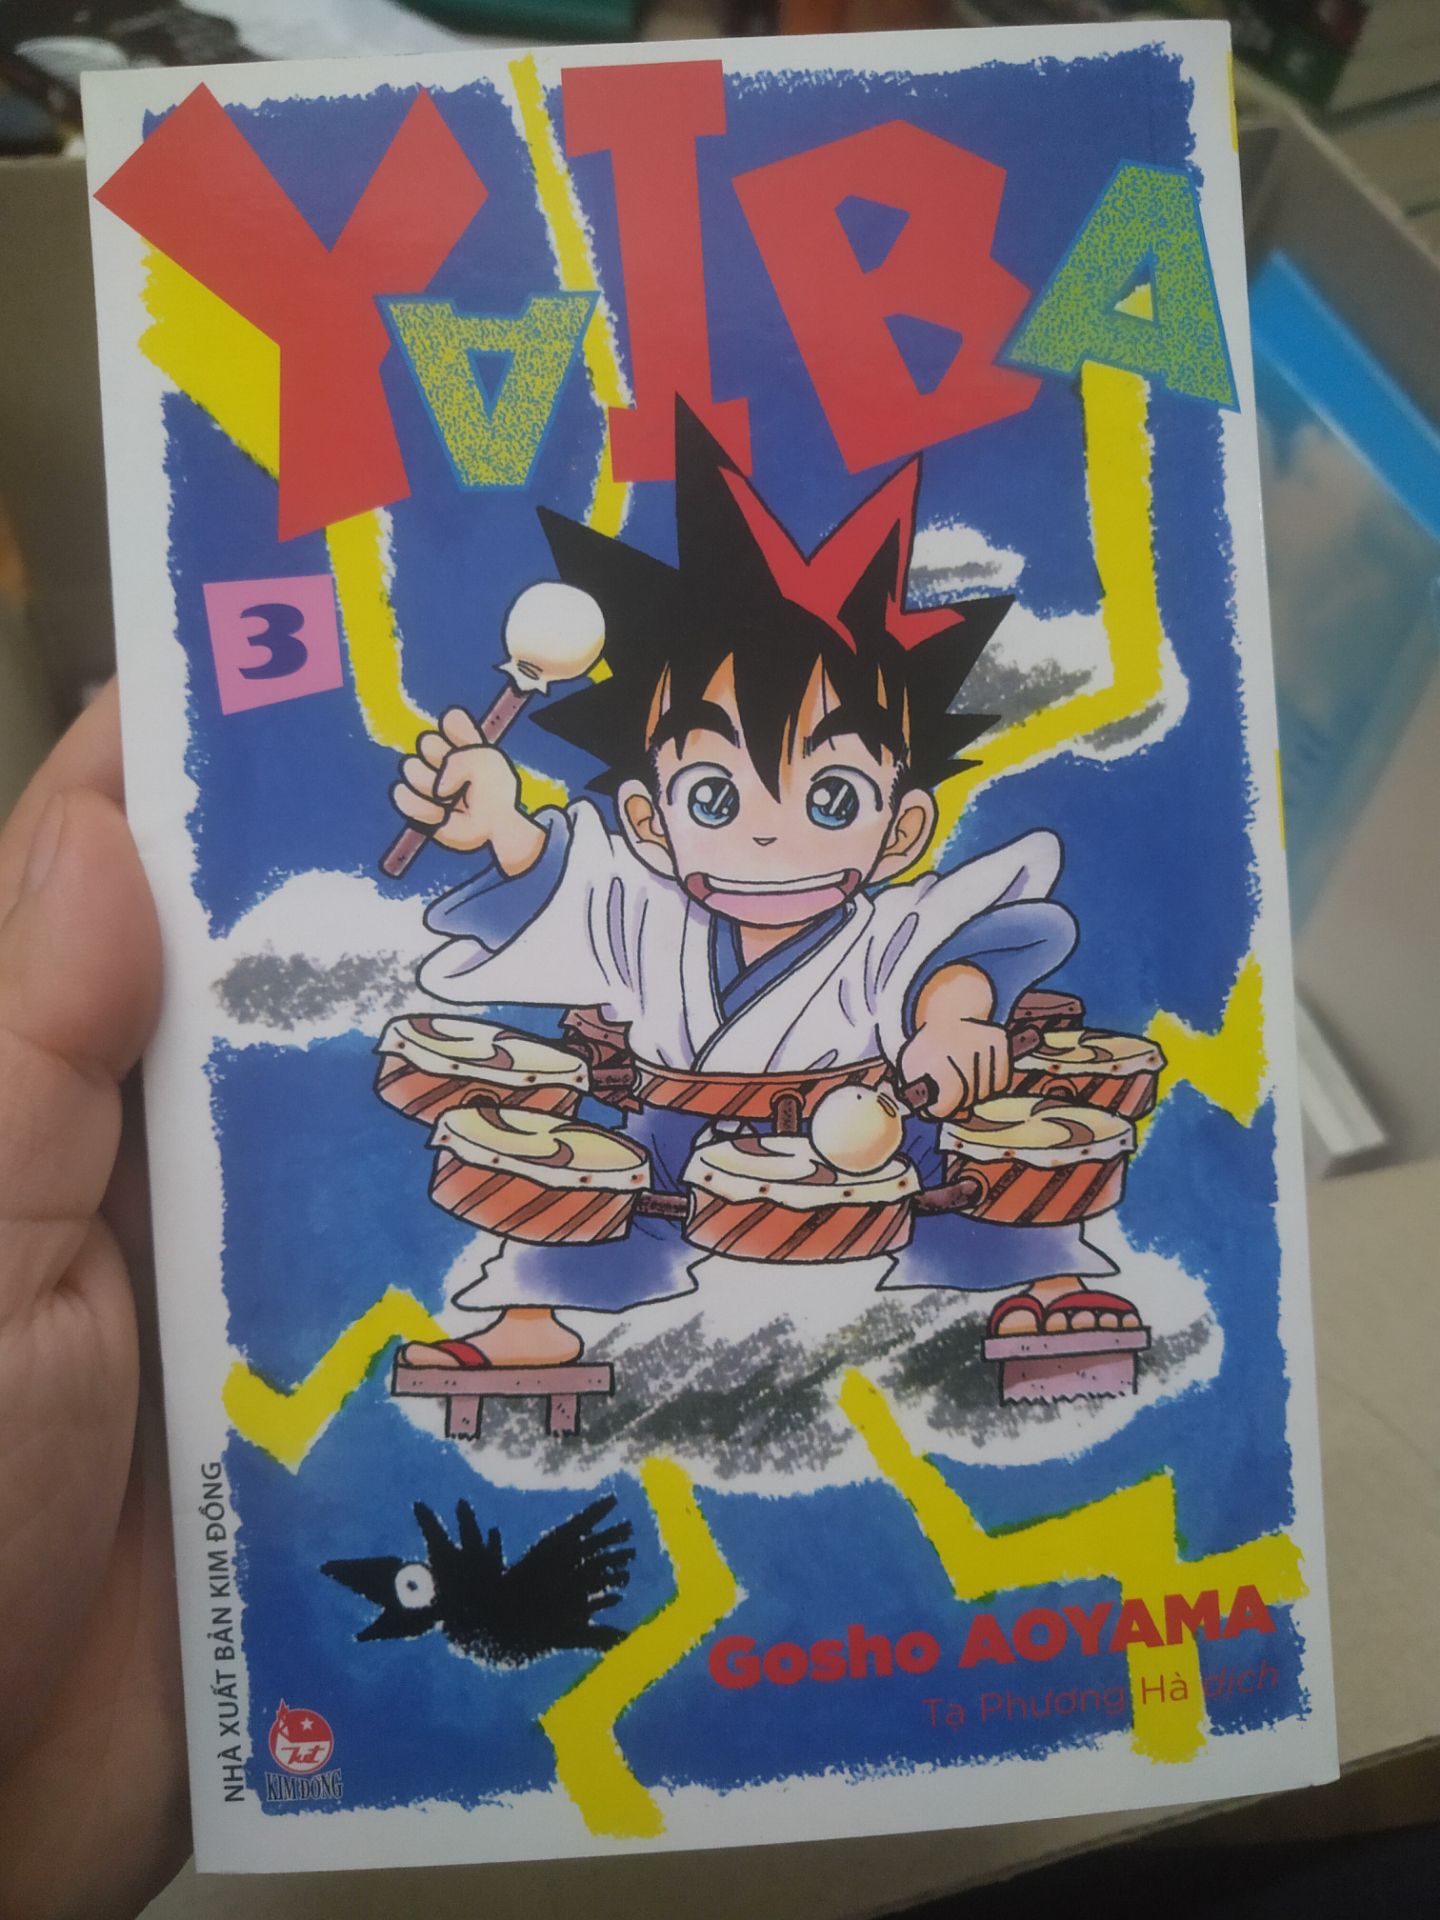 YAIBA
3
Gosho AOYAMA
Tạ Phương Hà dịch
NHÀ XUẤT BẢN KIM ĐỒNG
KIM ĐỒNG